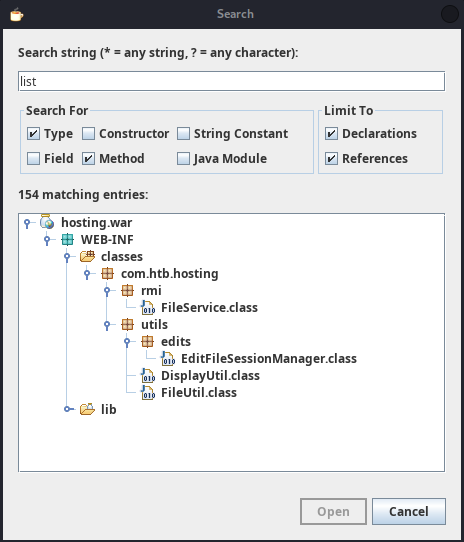 Search
Search string (* = any string, ? = any character):
list
Search For
Limit To
Type Constructor String Constant
Declarations
Field Method Java Module
References
154 matching entries:
hosting.war
WEB-INF
classes
com.htb.hosting
rmi
FileService.class
utils
edits
EditFileSessionManager.class
DisplayUtil.class
FileUtil.class
lib
Open Cancel